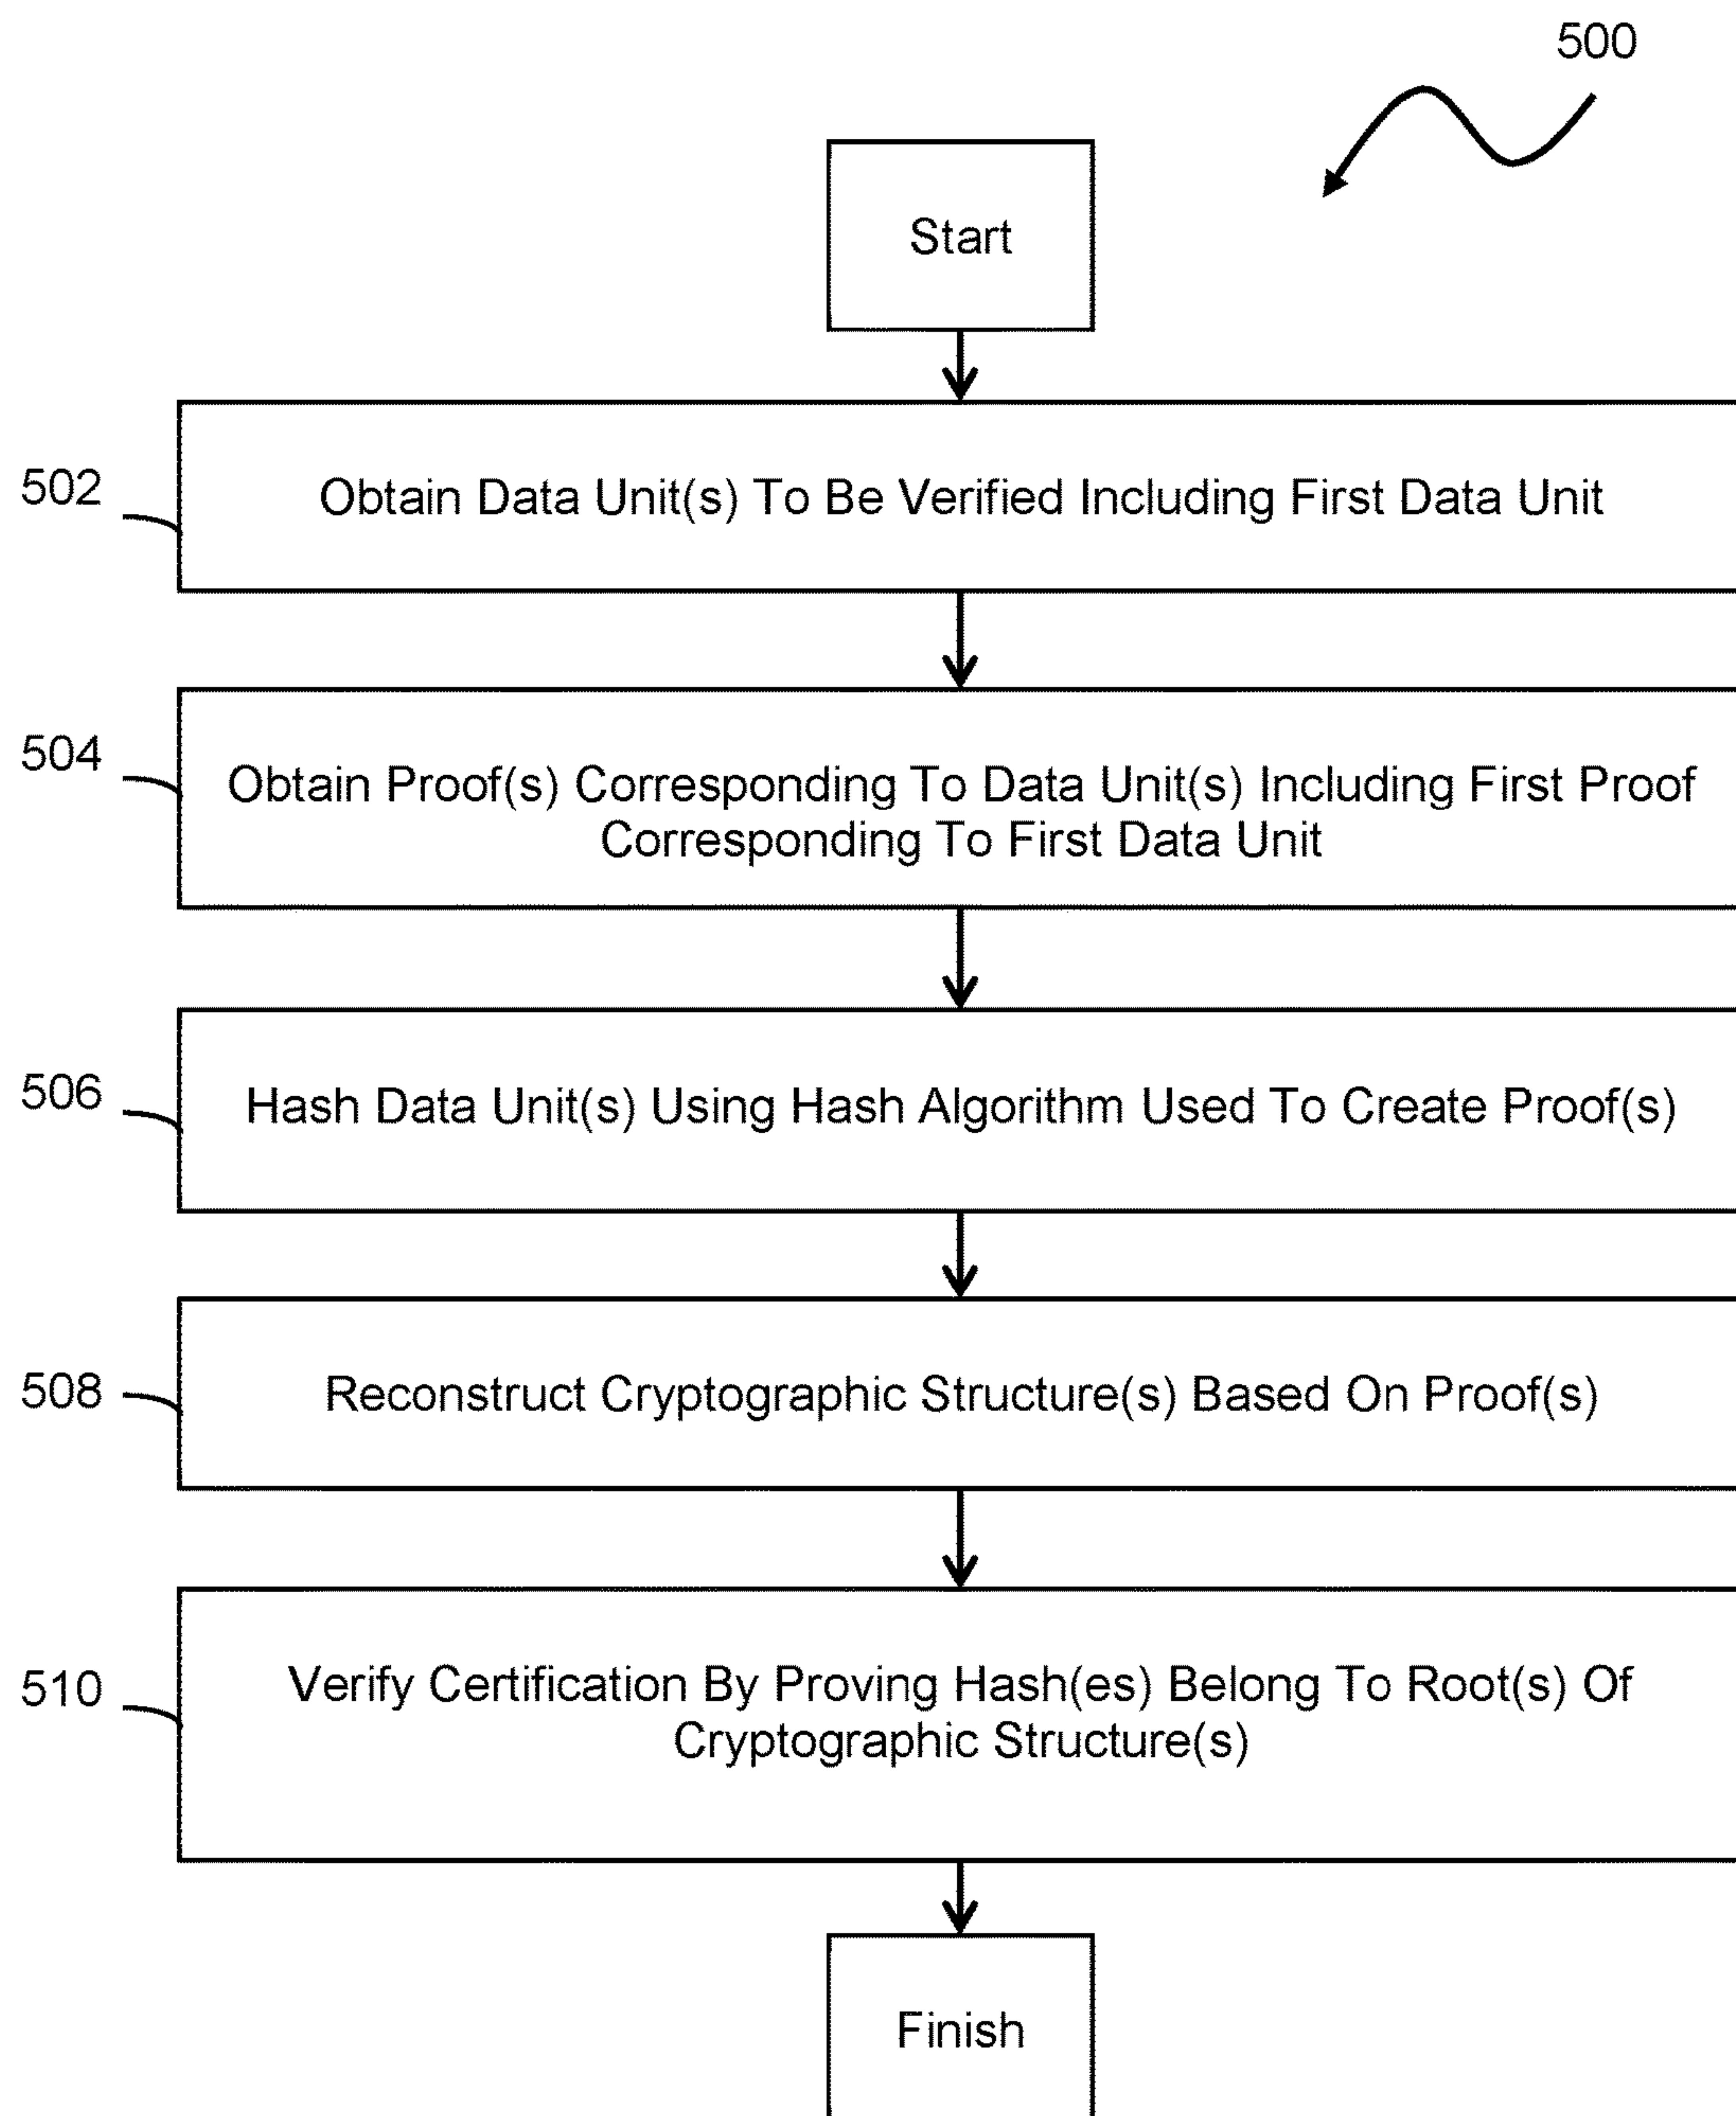 500
Start
502
Obtain Data Unit(s) To Be Verified Including First Data Unit
504
Obtain Proof(s) Corresponding To Data Unit(s) Including First Proof
Corresponding To First Data Unit
506
Hash Data Unit(s) Using Hash Algorithm Used To Create Proof(s)
508
Reconstruct Cryptographic Structure(s) Based On Proof(s)
510
Verify Certification By Proving Hash(es) Belong To Root(s) Of
Cryptographic Structure(s)
Finish